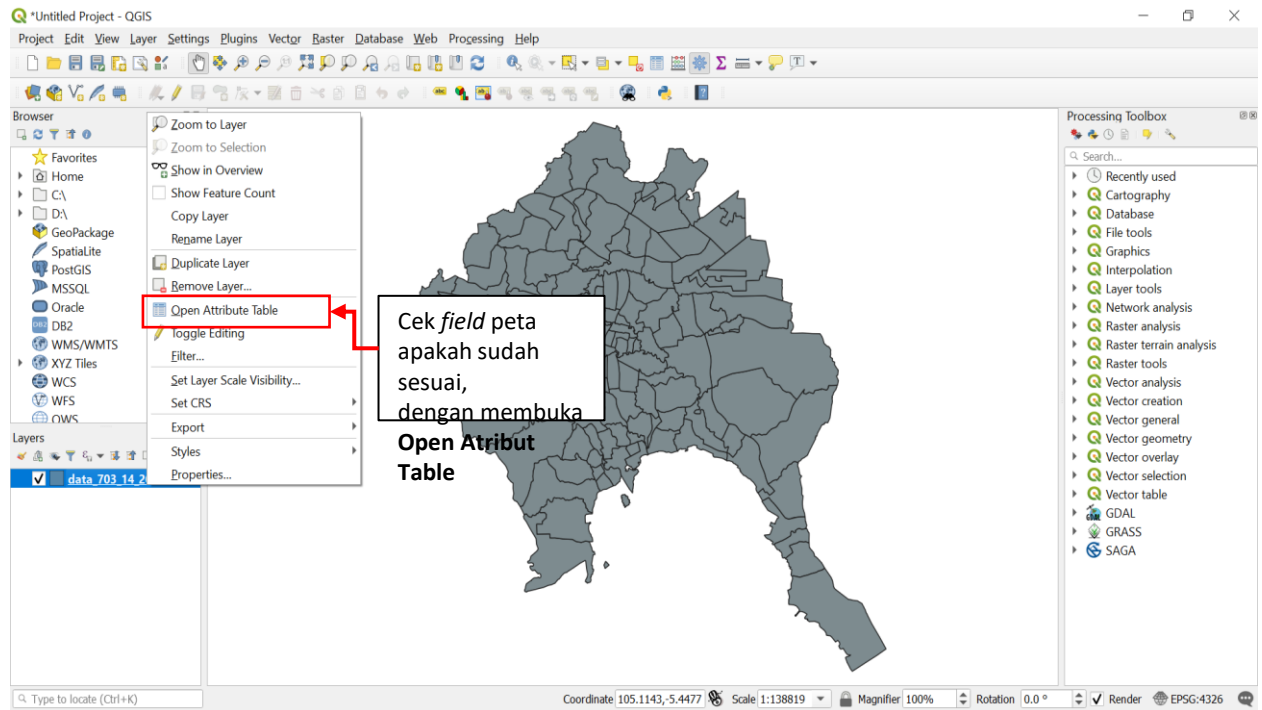 *Untitled Project - QGIS
Project Edit View Layer Settings Plugins Vector Raster Database Web Processing Help
Browser
Favorites
Home
C:\
D:\
GeoPackage
SpatiaLite
PostGIS
MSSQL
Oracle
DB2
WMS/WMTS
XYZ Tiles
WCS
WFS
OWS
Layers
data_703_14_2
Zoom to Layer
Zoom to Selection
Show in Overview
Show Feature Count
Copy Layer
Rename Layer
Duplicate Layer
Remove Layer...
Open Attribute Table
Toggle Editing
Filter...
Set Layer Scale Visibility...
Set CRS
Export
Styles
Properties...
Cek field peta
apakah sudah
sesuai,
dengan membuka
Open Atribut
Table
Processing Toolbox
Search...
Recently used
Cartography
Database
File tools
Graphics
Interpolation
Layer tools
Network analysis
Raster analysis
Raster terrain analysis
Raster tools
Vector analysis
Vector creation
Vector general
Vector geometry
Vector overlay
Vector selection
Vector table
GDAL
GRASS
SAGA
Type to locate (Ctrl+K) Coordinate 105.1143,-5.4477 Scale 1:138819 Magnifier 100% Rotation 0.0 ° Render EPSG:4326